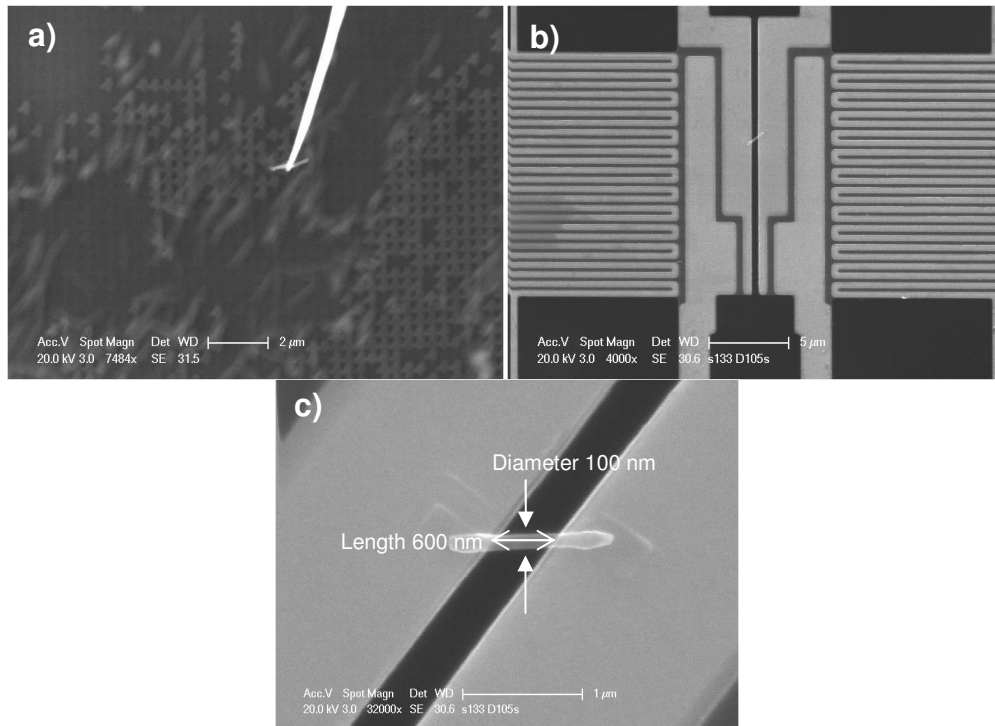 a)
Acc.V Spot Magn Det WD 2 µm
20.0 kV 3.0 7484x SE 31.5
b)
Acc.V Spot Magn Det WD 5 µm
20.0 kV 3.0 4000x SE 30.6 s133 D105s
c)
Diameter 100 nm
Length 600 nm
Acc.V Spot Magn Det WD 1 µm
20.0 kV 3.0 32000x SE 30.6 s133 D105s